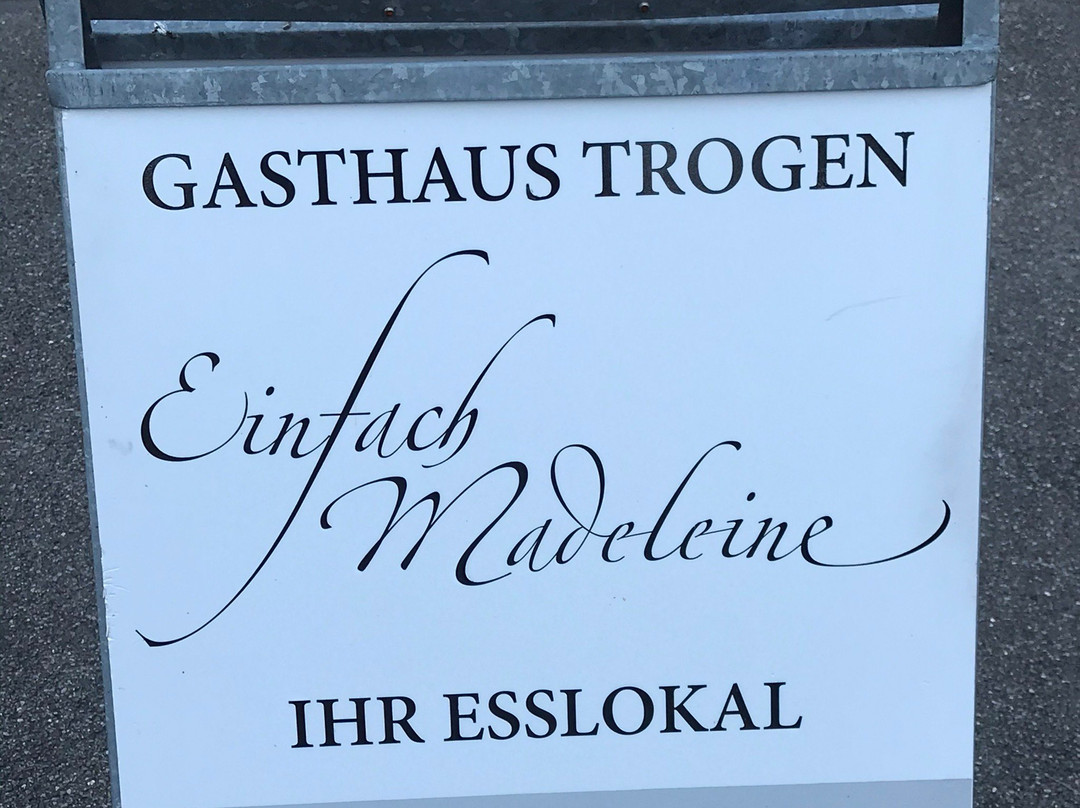 GASTHAUS TROGEN
Einfach
Madeleine
IHR ESSLOKAL